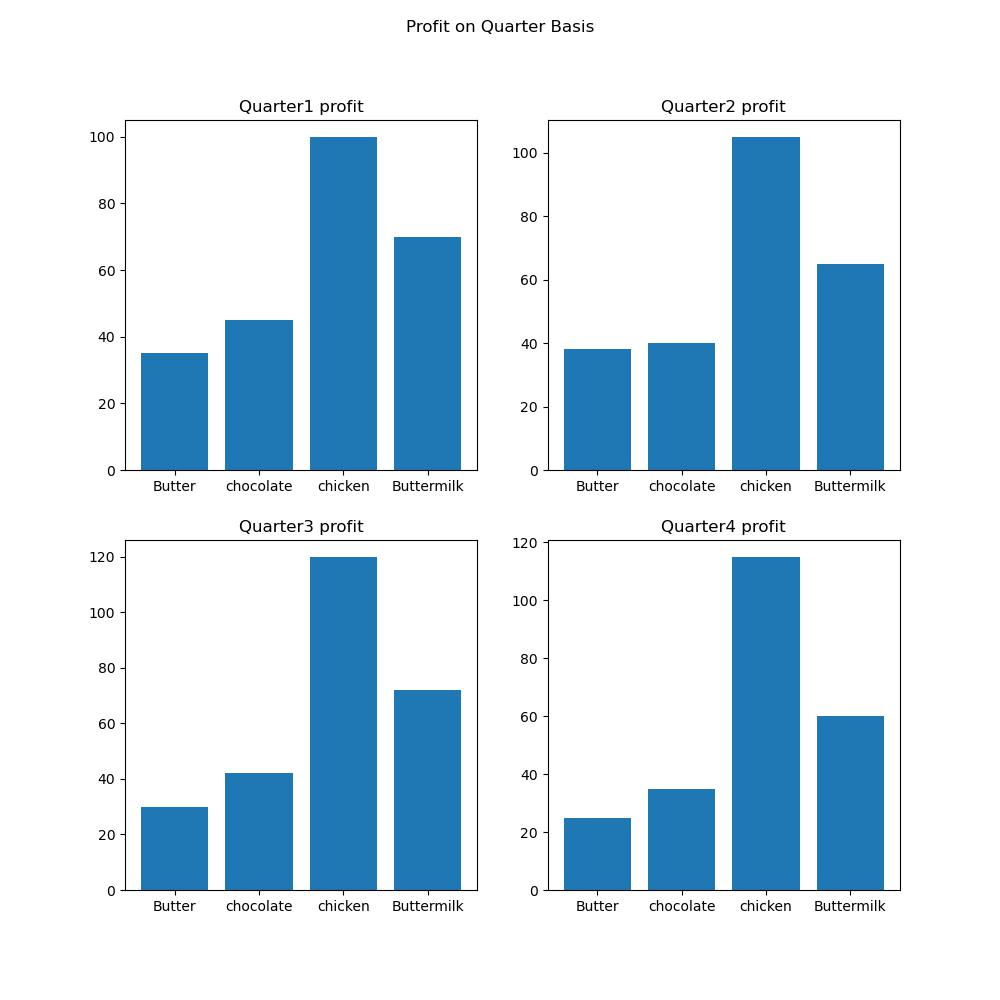 Profit on Quarter Basis
Quarter1 profit
100
80
60
40
20
0
Butter chocolate chicken Buttermilk
Quarter2 profit
100
80
60
40
20
0
Butter chocolate chicken Buttermilk
Quarter3 profit
120
100
80
60
40
20
0
Butter chocolate chicken Buttermilk
Quarter4 profit
120
100
80
60
40
20
0
Butter chocolate chicken Buttermilk